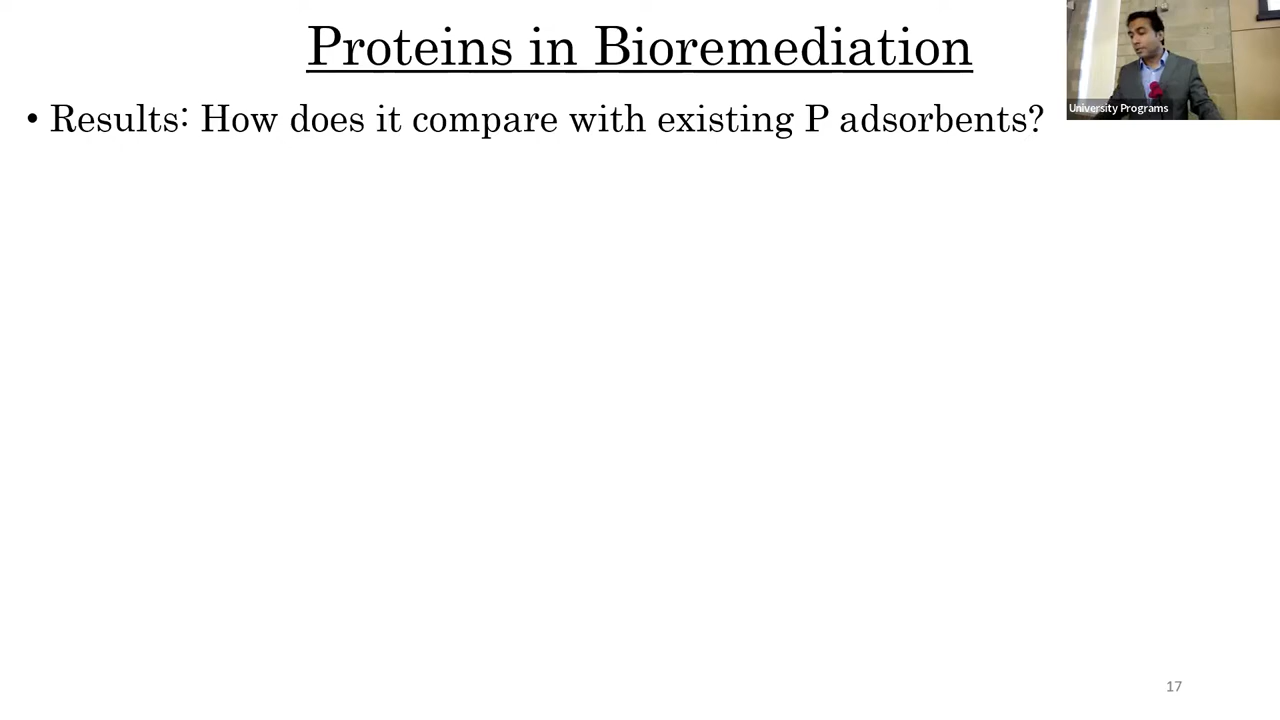 Proteins in Bioremediation
University Programs
• Results: How does it compare with existing P adsorbents?
17